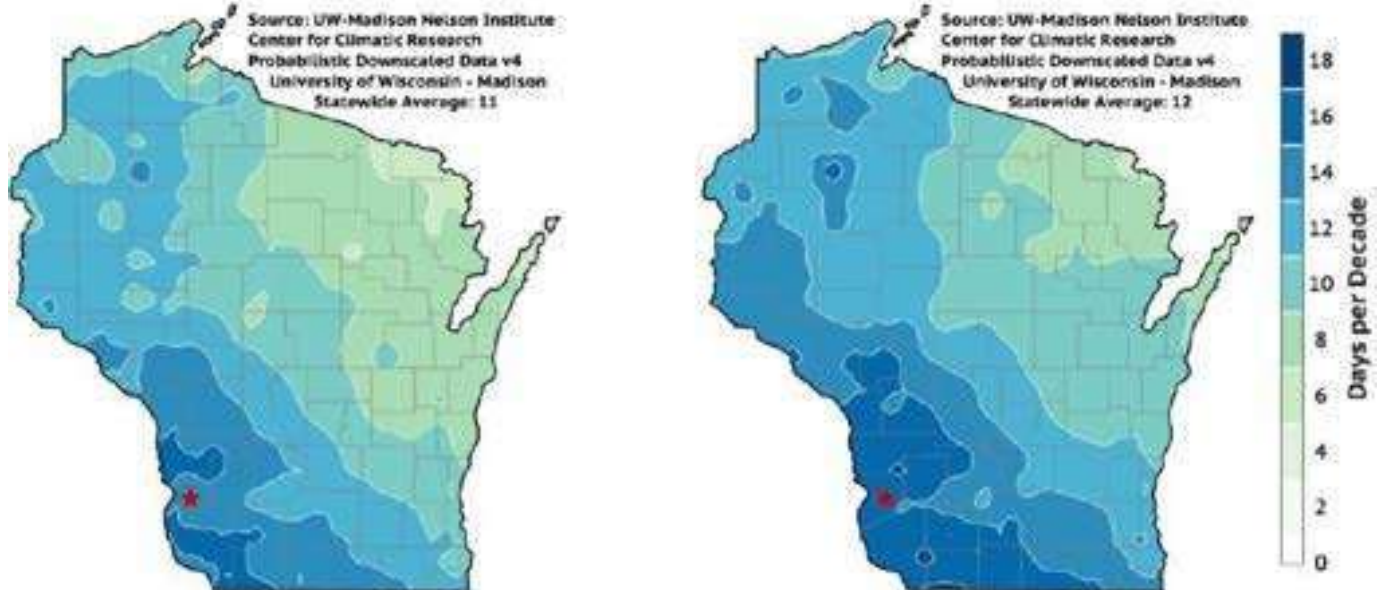 Source: UW-Madison Nelson Institute
Center for Climatic Research
Probabilistic Downscaled Data v4
University of Wisconsin - Madison
Statewide Average: 11
Source: UW-Madison Nelson Institute
Center for Climatic Research
Probabilistic Downscaled Data v4
University of Wisconsin - Madison
Statewide Average: 12
18
16
14
12
10
8
6
4
2
0
Days per Decade